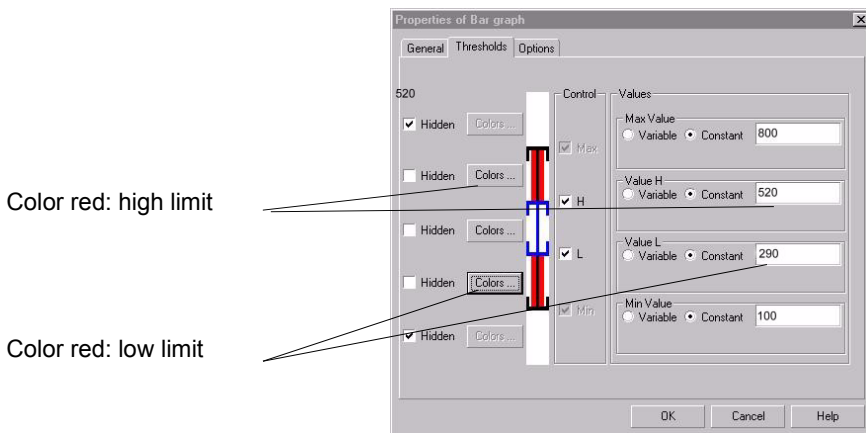 Properties of Bar graph
General Thresholds Options
520
Control
Values
Hidden Colors ...
Max
Max Value
Variable Constant 800
Color red: high limit
Hidden Colors ...
H
Value H
Variable Constant 520
Hidden Colors ...
L
Value L
Variable Constant 290
Hidden Colors ...
Min
Min Value
Variable Constant 100
Color red: low limit
Hidden Colors ...
OK Cancel Help